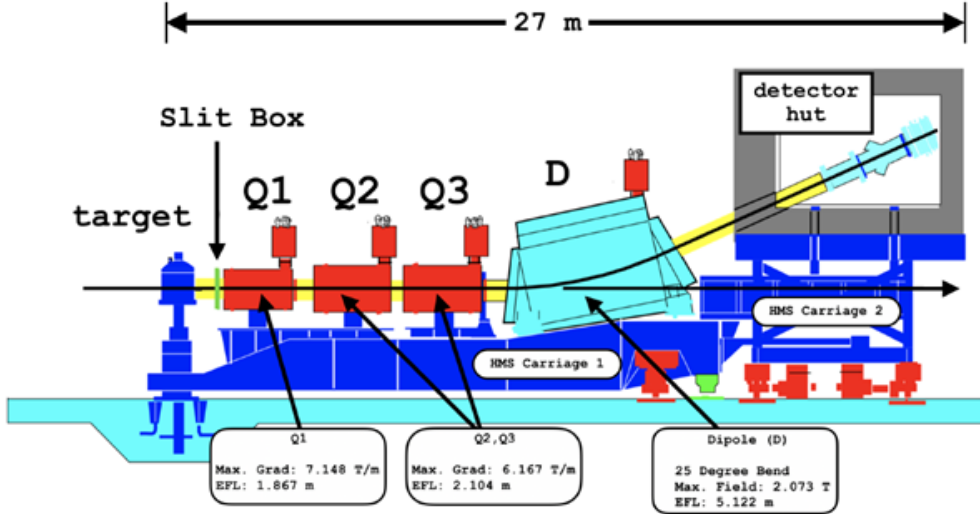 27 m
detector
hut
Slit Box
Q1
Q2
Q3
D
target
HMS Carriage 2
HMS Carriage 1
Q1
Max. Grad: 7.148 T/m
EFL: 1.867 m
Q2,Q3
Max. Grad: 6.167 T/m
EFL: 2.104 m
Dipole (D)
25 Degree Bend
Max. Field: 2.073 T
EFL: 5.122 m